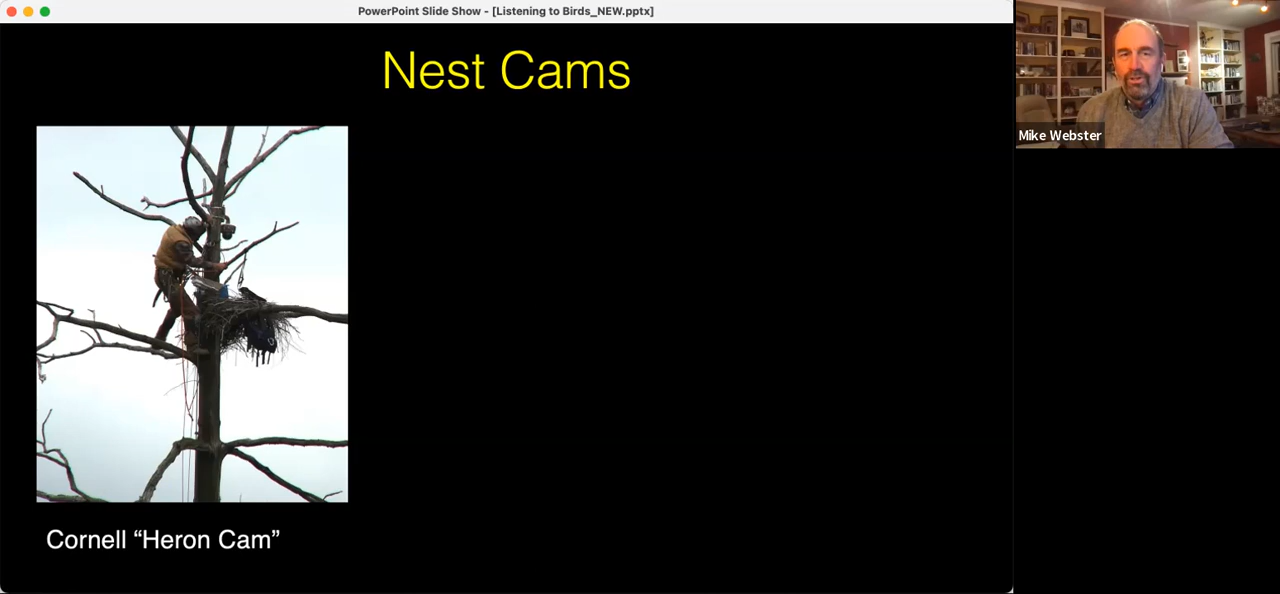 PowerPoint Slide Show - [Listening to Birds_NEW.pptx]
Nest Cams
Mike Webster
Cornell “Heron Cam”